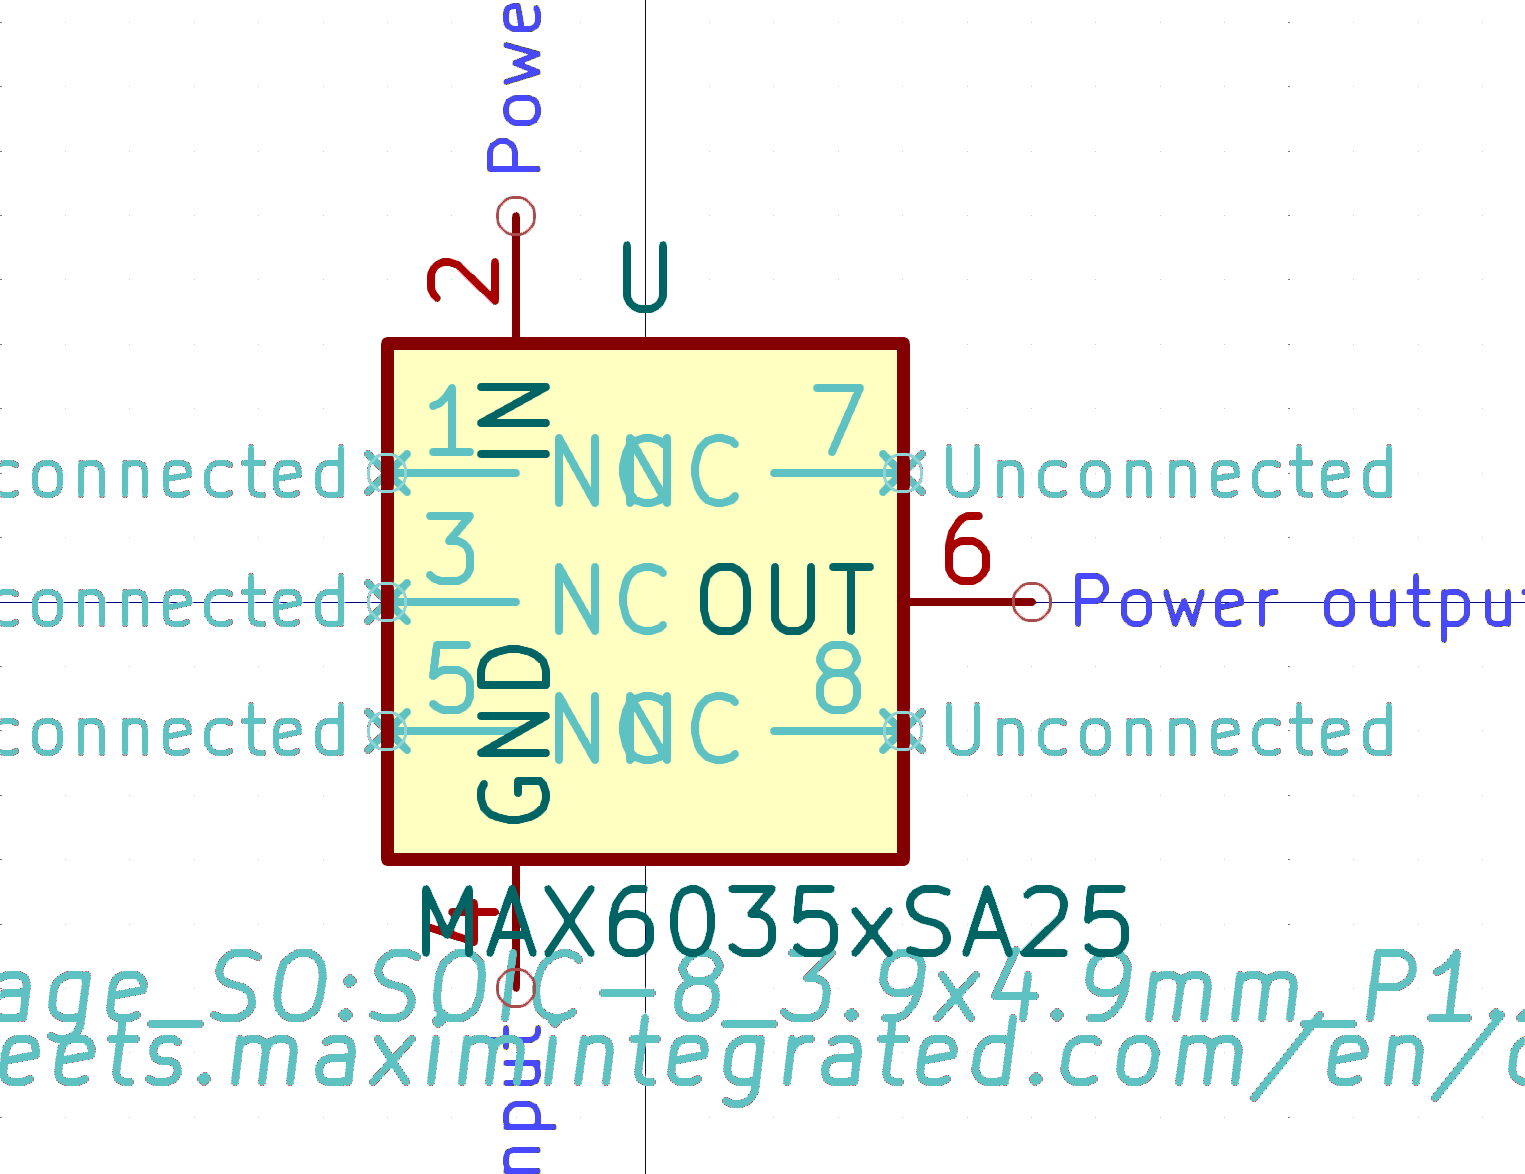 Powe
2
U
IN
1
NC
NC
7
connected
Unconnected
3
NC
OUT
6
connected
Power outpu
5
GND
NC
NC
8
connected
Unconnected
4
MAX6035xSA25
age_SO:SOIC-8_3.9x4.9mm_P1.
eets.maximintegrated.com/en/d
nput